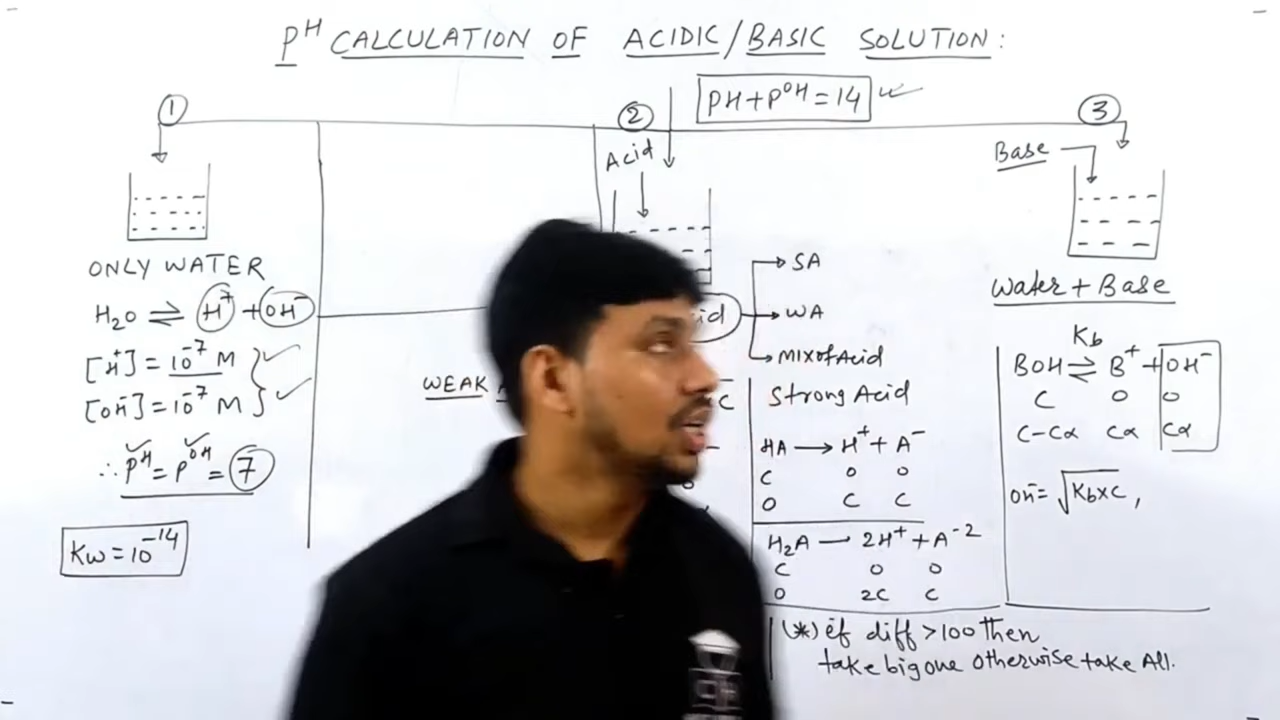 PH CALCULATION OF ACIDIC/BASIC SOLUTION:
PH+POH=14
①
②
③
Acid
Base
ONLY WATER
H2O ⇌ H+ + OH-
[H+] = 10^-7 M
[OH-] = 10^-7 M
∴ PH = POH = 7
Kw = 10^-14
WEAK
SA
WA
Mix of Acid
Strong Acid
HA → H+ + A-
C 0 0
0 C C
H2A → 2H+ + A-2
C 0 0
0 2C C
(*) if diff >100 then
take big one otherwise take All.
Water + Base
Kb
BOH ⇌ B+ + OH-
C 0 0
C-Cα Cα Cα
OH- = √Kb×C,